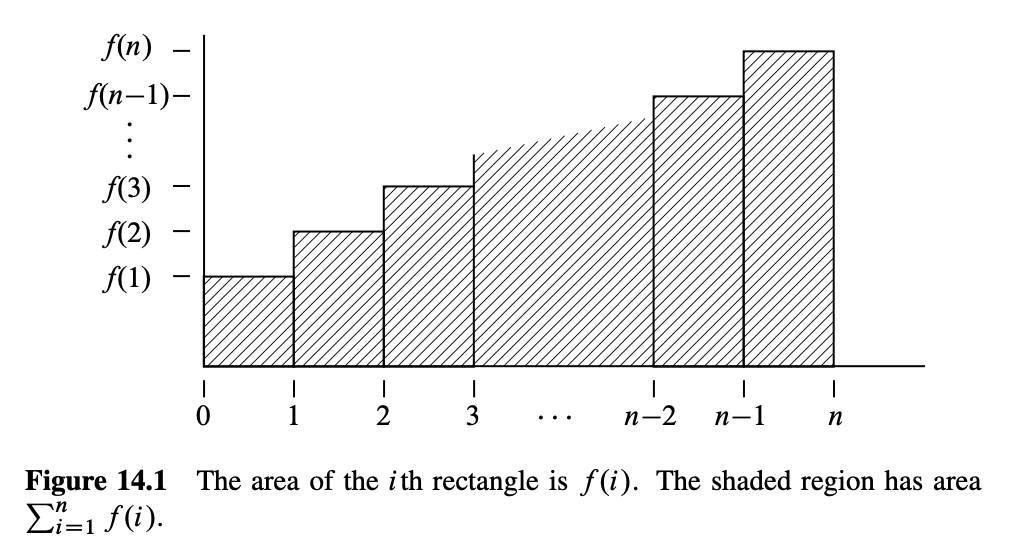 f(n)
f(n−1)
⋮
f(3)
f(2)
f(1)
0 1 2 3 ⋯ n−2 n−1 n
Figure 14.1 The area of the ith rectangle is f(i). The shaded region has area
∑ⁿᵢ₌₁ f(i).